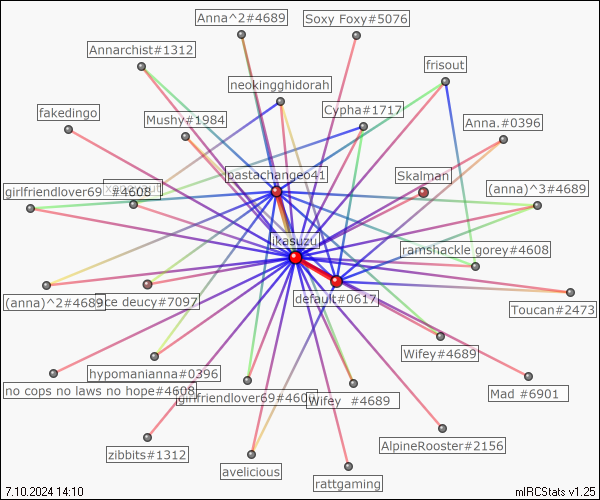 Anna^2#4689
Soxy Foxy#5076
Annarchist#1312
frisout
neokingghidorah
fakedingo
Mushy#1984
Cypha#1717
Anna.#0396
pastachangeo41
Skalman
girlfriendlover69 #4608
(anna)^3#4689
likasuzu
ramshackle gorey#4608
(anna)^2#4689
ce deucy#7097
default#0617
Toucan#2473
Wifey#4689
hypomanianna#0396
no cops no laws no hope#4608
girlfriendlover69#460
Wifey #4689
Mad #6901
zibbits#1312
AlpineRooster#2156
avelicious
rattgaming
7.10.2024 14:10
mIRCStats v1.25